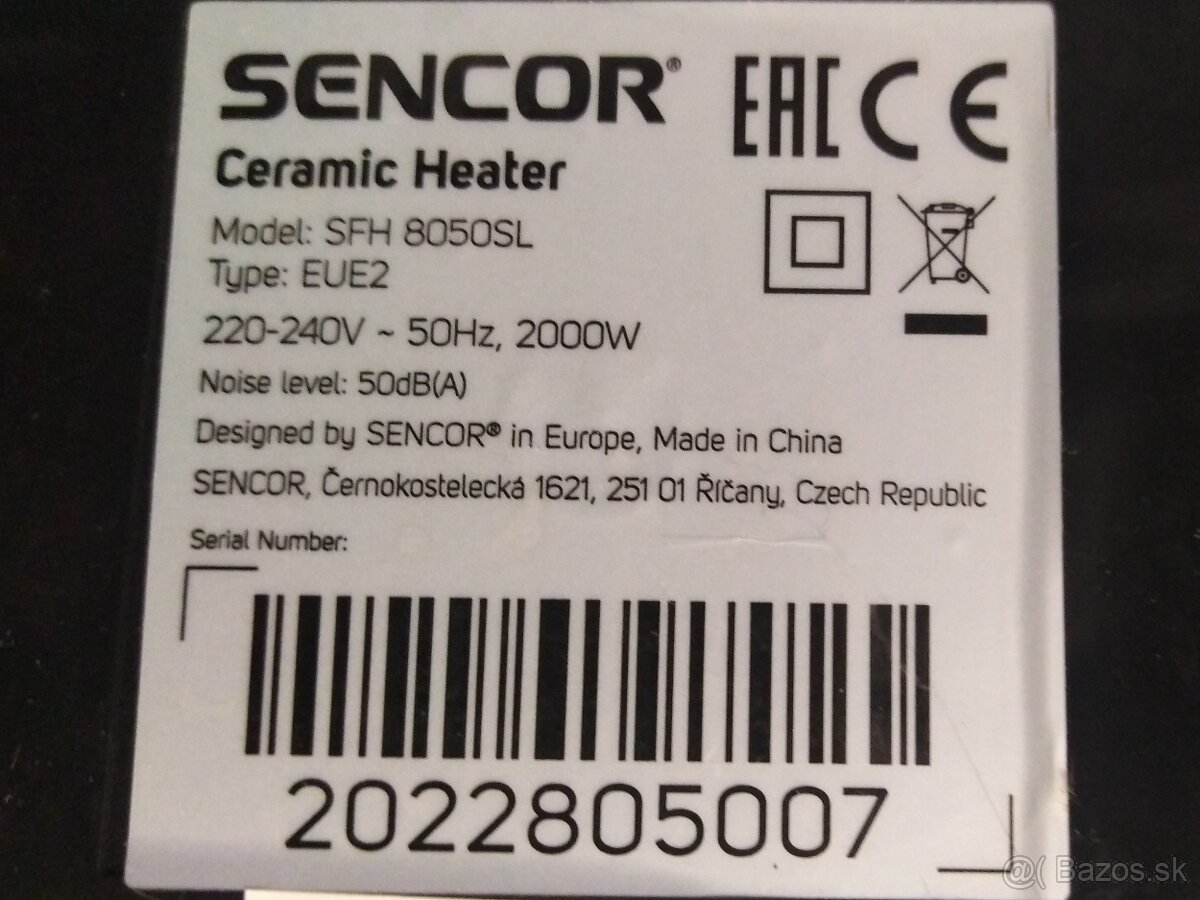 SENCOR®
EAC CE
Ceramic Heater
Model: SFH 8050SL
Type: EUE2
220-240V ~ 50Hz, 2000W
Noise level: 50dB(A)
Designed by SENCOR® in Europe, Made in China
SENCOR, Černokostelecká 1621, 251 01 Říčany, Czech Republic
Serial Number:
2022805007
@( Bazos.sk